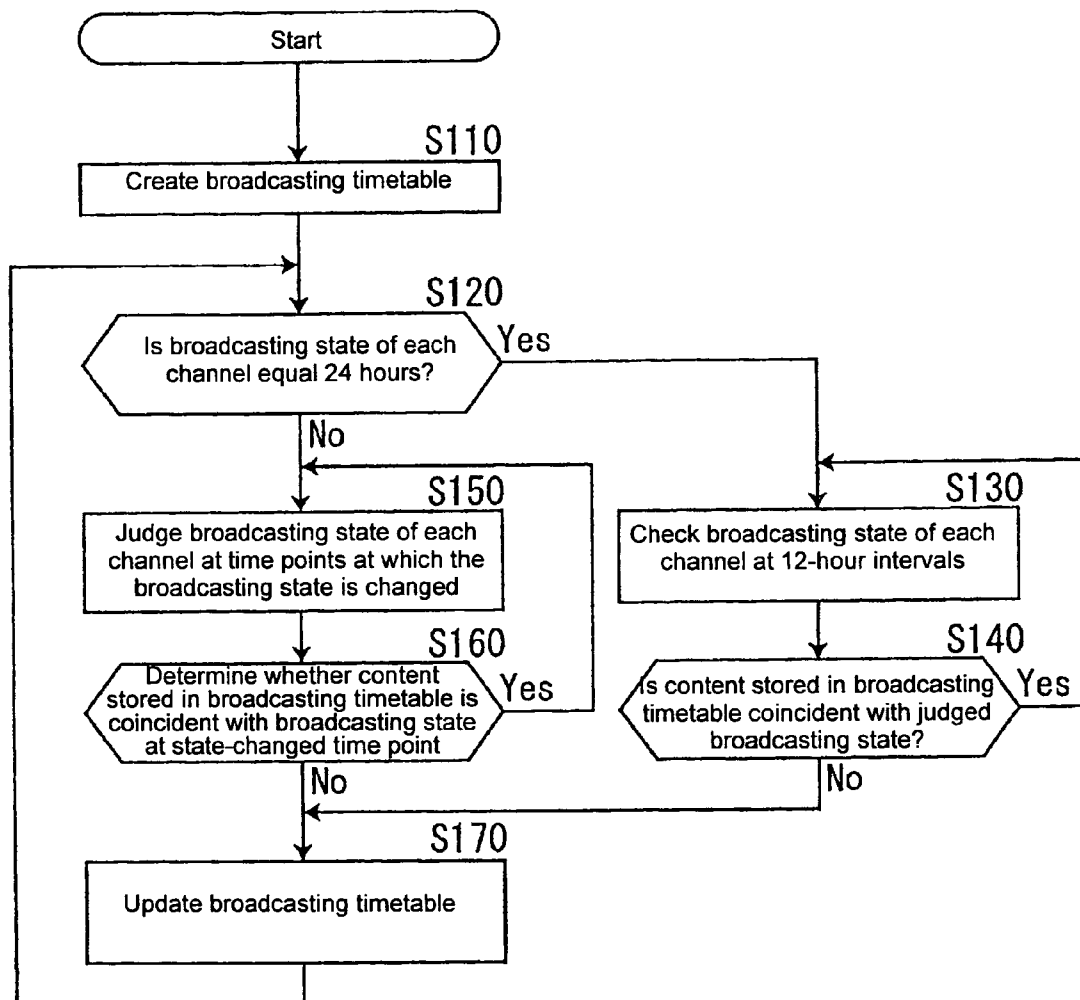 Start
S110
Create broadcasting timetable
S120
Is broadcasting state of each
channel equal 24 hours?
Yes
No
S150
Judge broadcasting state of each
channel at time points at which the
broadcasting state is changed
S130
Check broadcasting state of each
channel at 12-hour intervals
S160
Determine whether content
stored in broadcasting timetable is
coincident with broadcasting state
at state-changed time point
Yes
No
S140
Is content stored in broadcasting
timetable coincident with judged
broadcasting state?
Yes
No
S170
Update broadcasting timetable